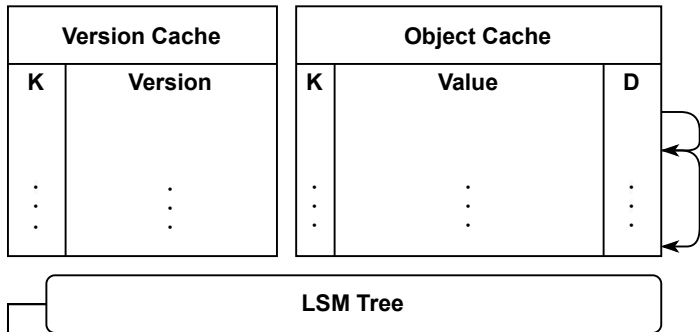 Version Cache
Object Cache
K Version
K Value D
LSM Tree